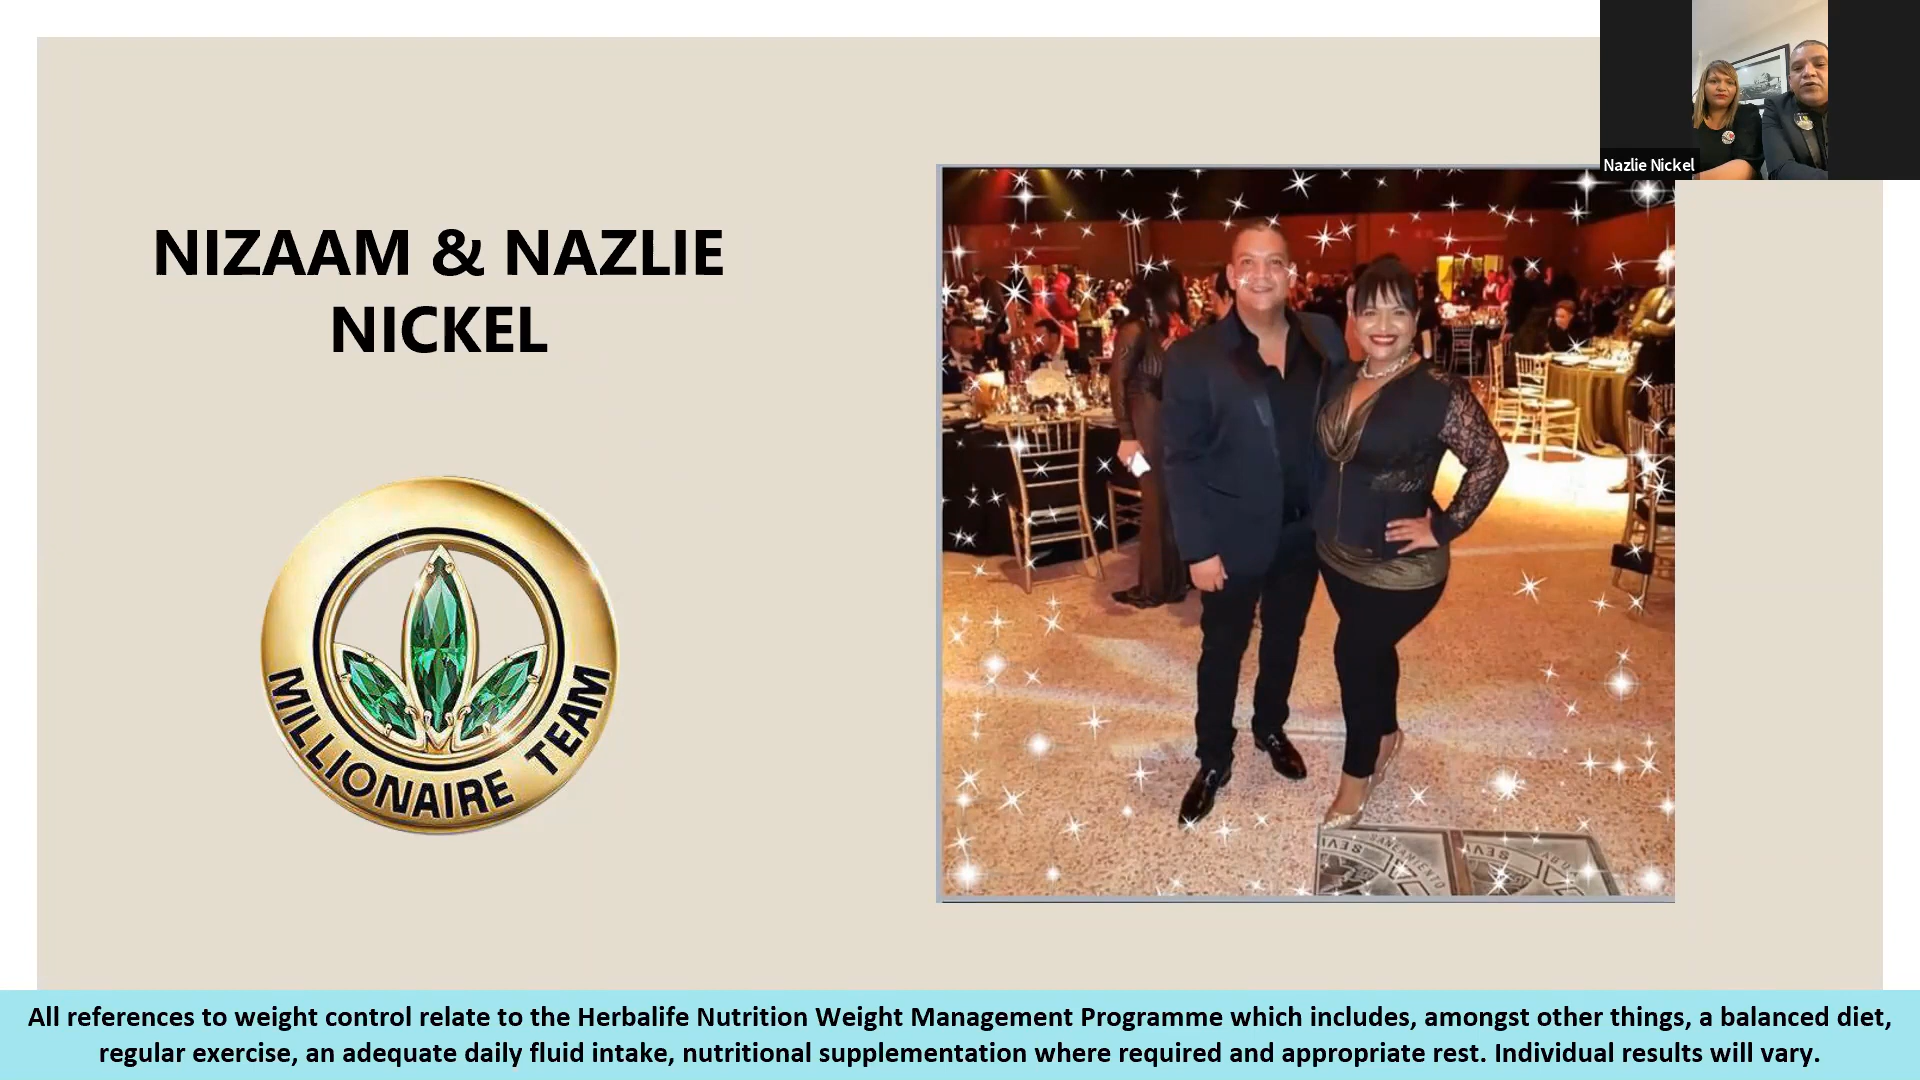 Nazlie Nickel
NIZAAM & NAZLIE
NICKEL
MILLIONAIRE TEAM
SANEAMIENTO
All references to weight control relate to the Herbalife Nutrition Weight Management Programme which includes, amongst other things, a balanced diet,
regular exercise, an adequate daily fluid intake, nutritional supplementation where required and appropriate rest. Individual results will vary.